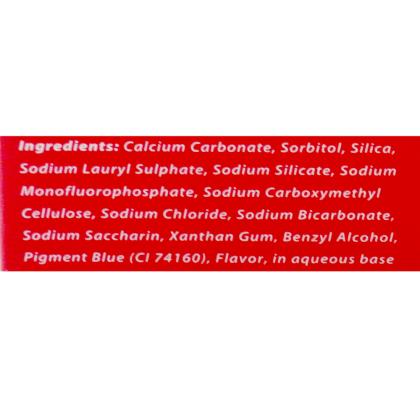 Ingredients: Calcium Carbonate, Sorbitol, Silica,
Sodium Lauryl Sulphate, Sodium Silicate, Sodium
Monofluorophosphate, Sodium Carboxymethyl
Cellulose, Sodium Chloride, Sodium Bicarbonate,
Sodium Saccharin, Xanthan Gum, Benzyl Alcohol,
Pigment Blue (CI 74160), Flavor, in aqueous base